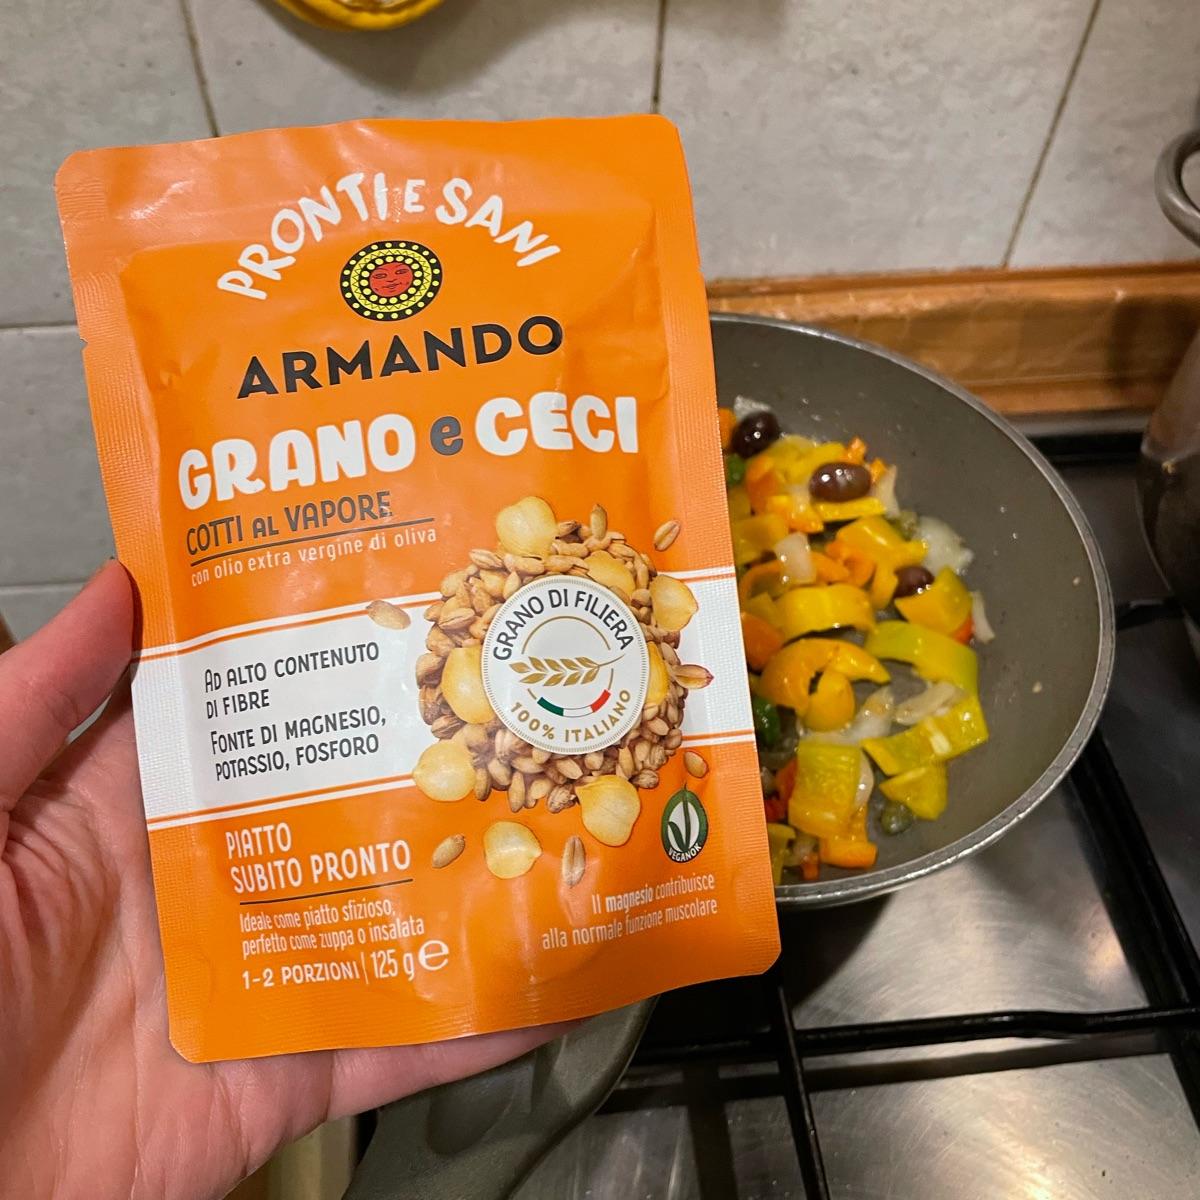 PRONTI E SANI
ARMANDO
GRANO e CECI
COTTI AL VAPORE
con olio extra vergine di oliva
GRANO DI FILIERA
100% ITALIANO
AD ALTO CONTENUTO
DI FIBRE
FONTE DI MAGNESIO,
POTASSIO, FOSFORO
PIATTO
SUBITO PRONTO
VEGANOK
Ideale come piatto sfizioso,
perfetto come zuppa o insalata
1-2 PORZIONI | 125 g e
Il magnesio contribuisce
alla normale funzione muscolare